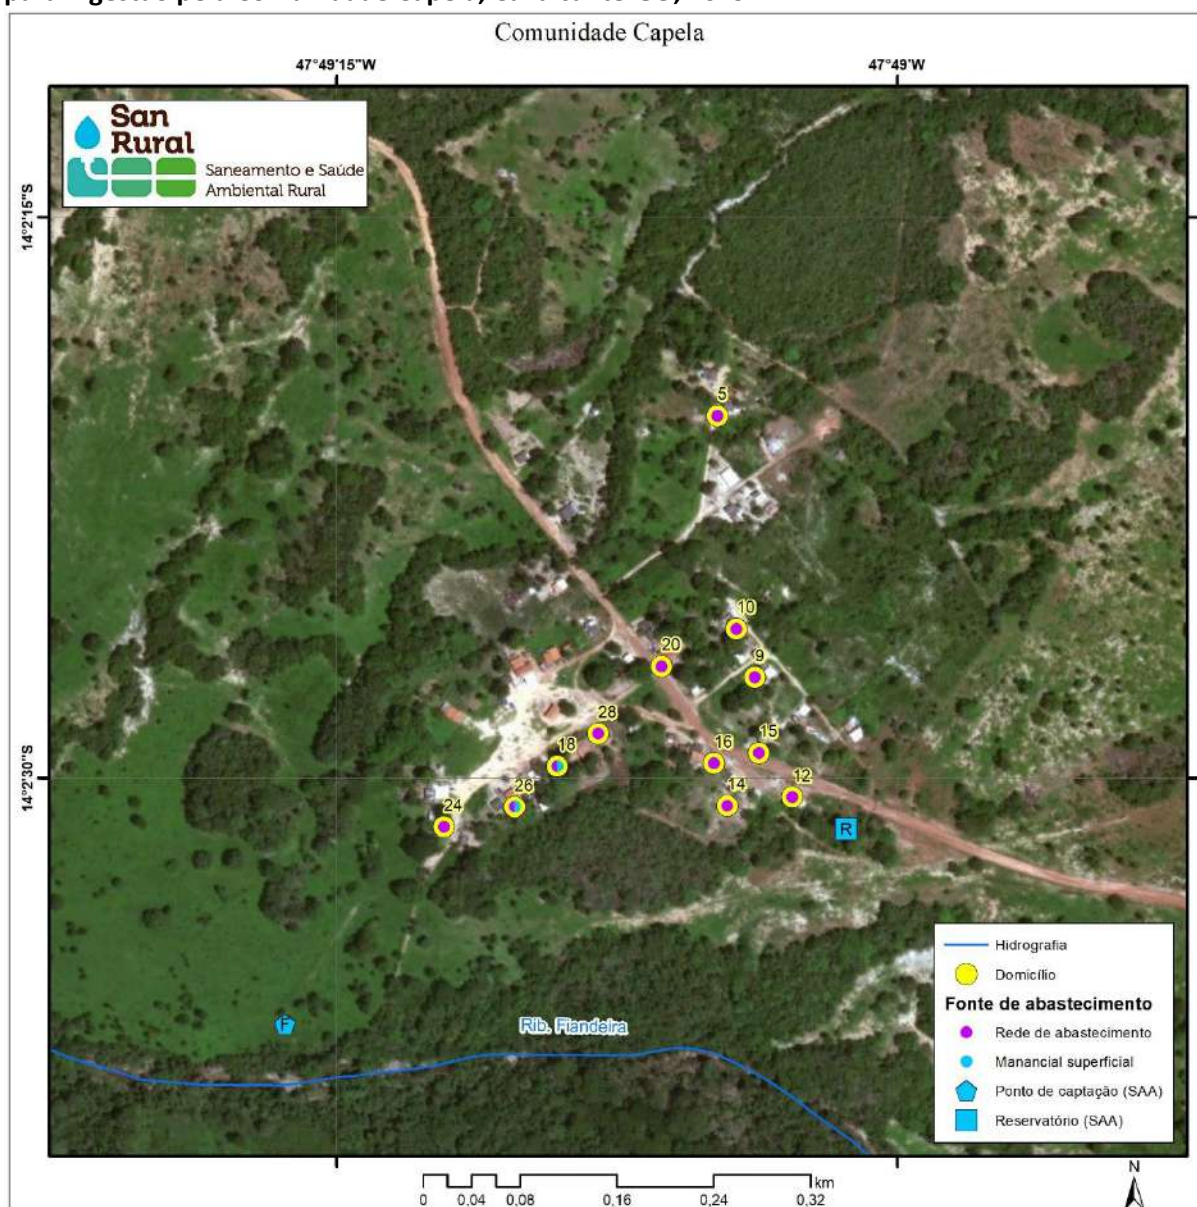 Comunidade Capela
47°49'15"W
47°49'W
San
Rural
Saneamento e Saúde
Ambiental Rural
14°2'15"S
5
10
20
9
28
15
18
16
14°2'30"S
12
26
14
24
R
Hidrografia
Domicílio
Fonte de abastecimento
F
Rib. Fiandeira
Rede de abastecimento
Manancial superficial
Ponto de captação (SAA)
Reservatório (SAA)
km
N
0 0,04 0,08 0,16 0,24 0,32